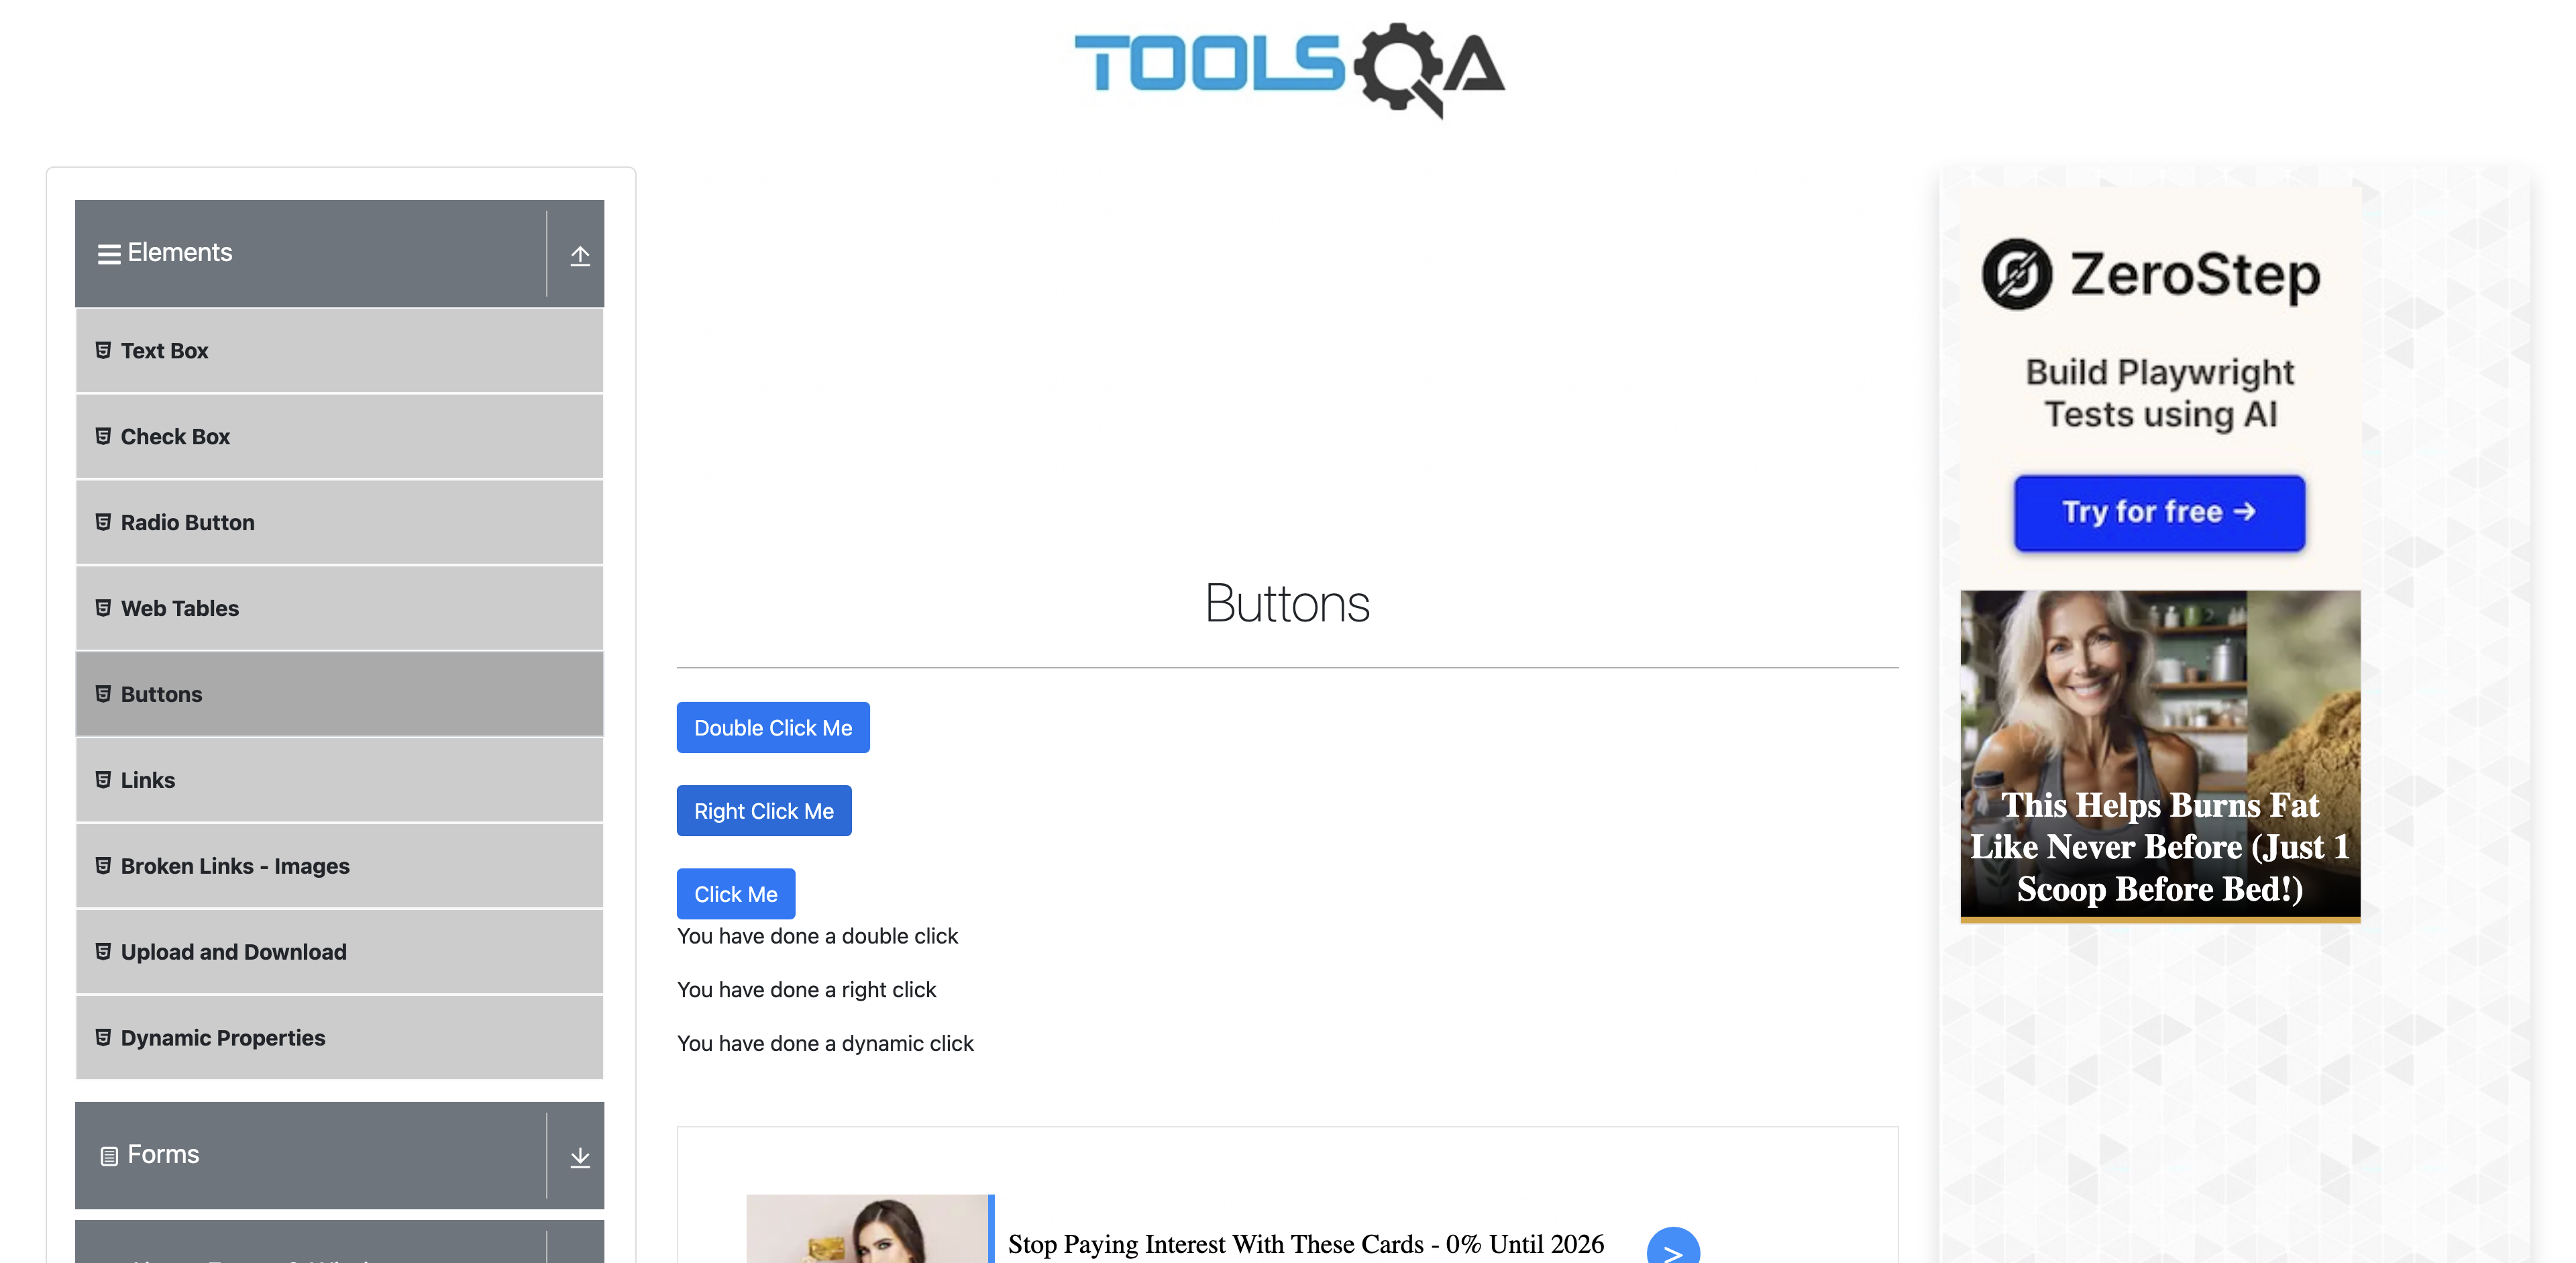 TOOLSQA
Elements
Text Box
Check Box
Radio Button
Web Tables
Buttons
Links
Broken Links - Images
Upload and Download
Dynamic Properties
Forms
Buttons
Double Click Me
Right Click Me
Click Me
You have done a double click
You have done a right click
You have done a dynamic click
Stop Paying Interest With These Cards - 0% Until 2026
>
ZeroStep
Build Playwright
Tests using AI
Try for free →
This Helps Burns Fat
Like Never Before (Just 1
Scoop Before Bed!)